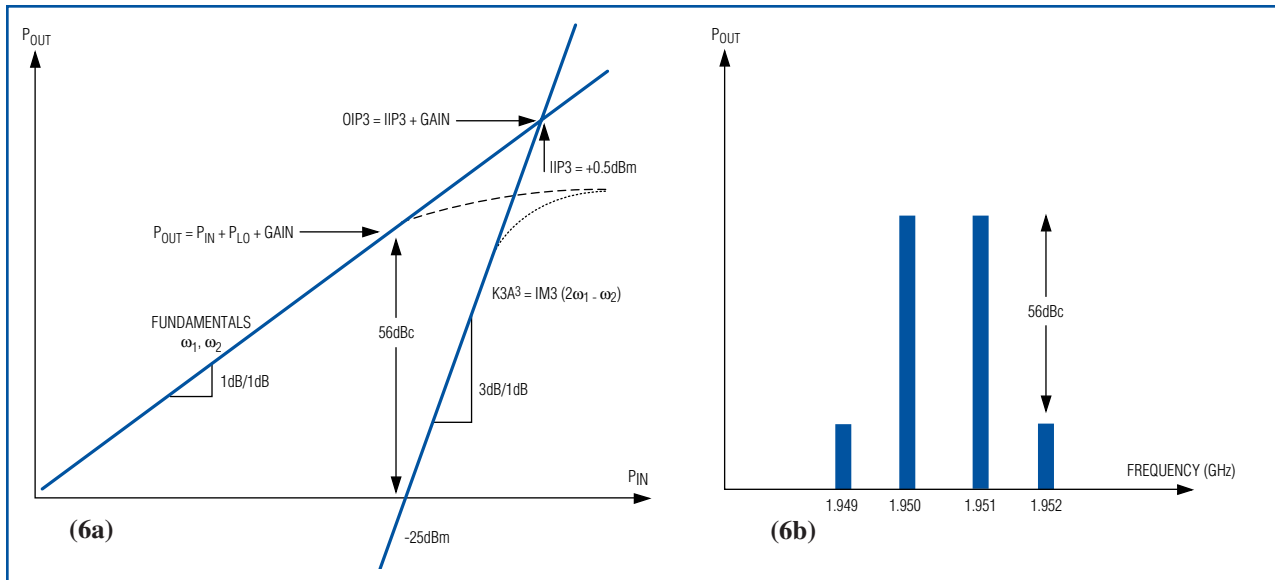 P_OUT
OIP3 = IIP3 + GAIN
IIP3 = +0.5dBm
P_OUT = P_IN + P_LO + GAIN
K3A³ = IM3 (2ω₁ - ω₂)
FUNDAMENTALS
ω₁, ω₂
56dBc
1dB/1dB
3dB/1dB
P_IN
(6a)
-25dBm
P_OUT
56dBc
FREQUENCY (GHz)
1.949
1.950
1.951
1.952
(6b)